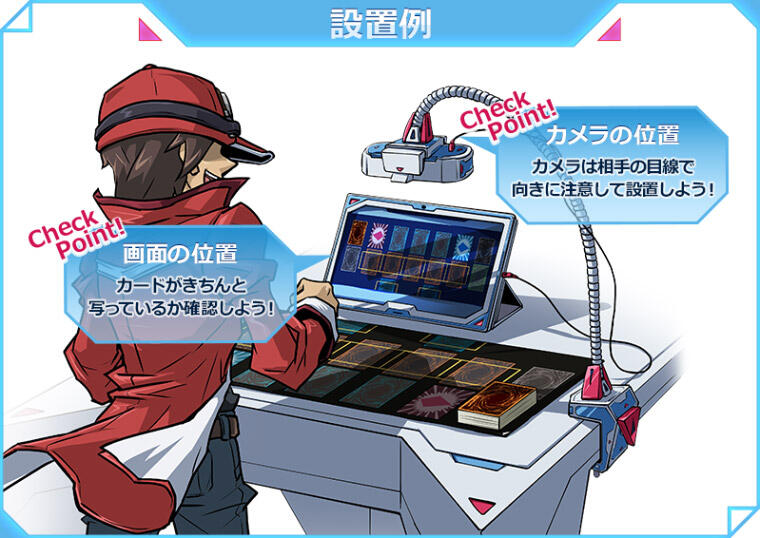 設置例
Check
Point!
カメラの位置
カメラは相手の目線で
向きに注意して設置しよう!
Check
Point!
画面の位置
カードがきちんと
写っているか確認しよう!